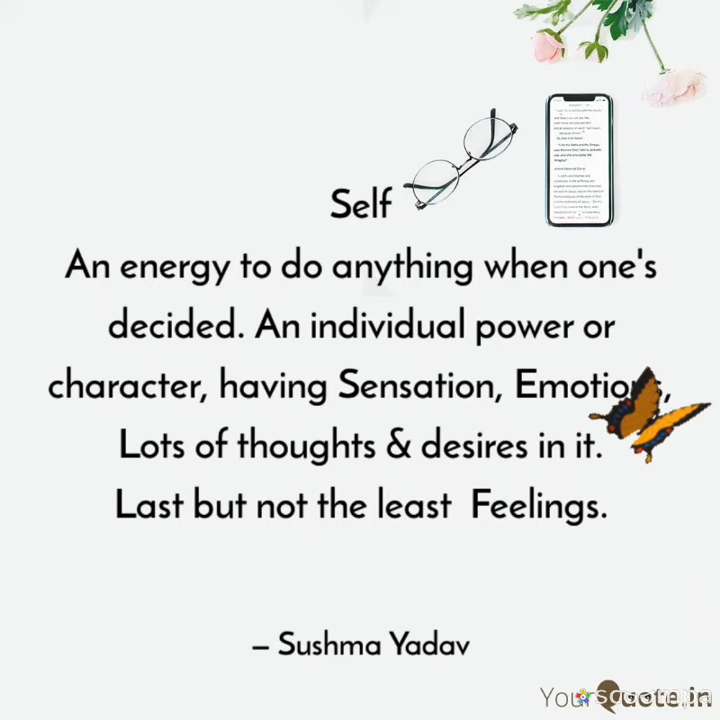 Self
An energy to do anything when one's
decided. An individual power or
character, having Sensation, Emotions,
Lots of thoughts & desires in it.
Last but not the least Feelings.
– Sushma Yadav
YourQuote.in